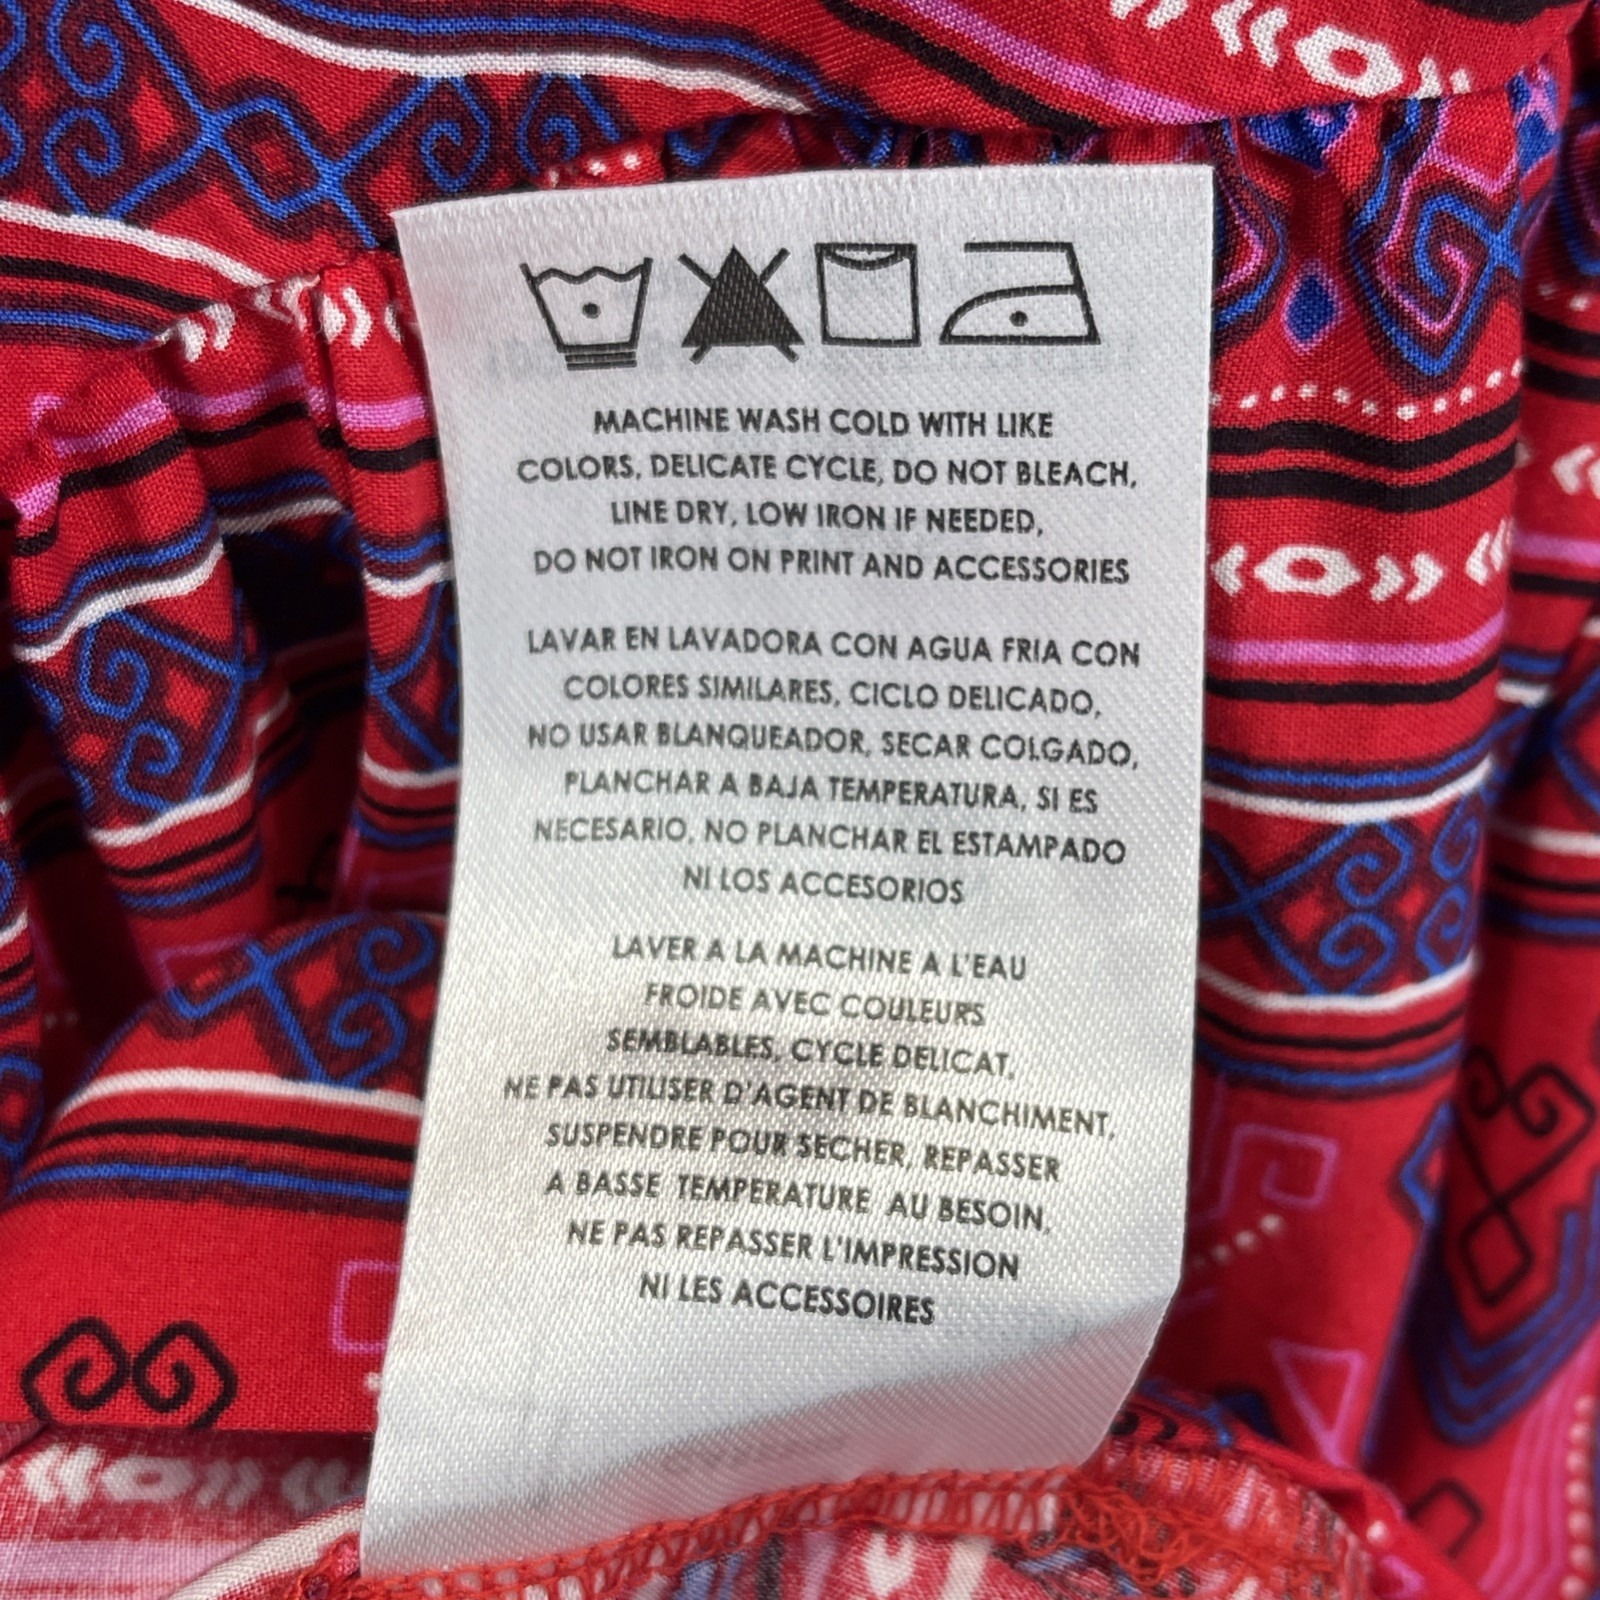 MACHINE WASH COLD WITH LIKE
COLORS, DELICATE CYCLE, DO NOT BLEACH,
LINE DRY, LOW IRON IF NEEDED,
DO NOT IRON ON PRINT AND ACCESSORIES
LAVAR EN LAVADORA CON AGUA FRIA CON
COLORES SIMILARES, CICLO DELICADO,
NO USAR BLANQUEADOR, SECAR COLGADO,
PLANCHAR A BAJA TEMPERATURA, SI ES
NECESARIO, NO PLANCHAR EL ESTAMPADO
NI LOS ACCESORIOS
LAVER A LA MACHINE A L'EAU
FROIDE AVEC COULEURS
SEMBLABLES, CYCLE DELICAT,
NE PAS UTILISER D'AGENT DE BLANCHIMENT,
SUSPENDRE POUR SECHER, REPASSER
A BASSE TEMPERATURE AU BESOIN,
NE PAS REPASSER L'IMPRESSION
NI LES ACCESSOIRES